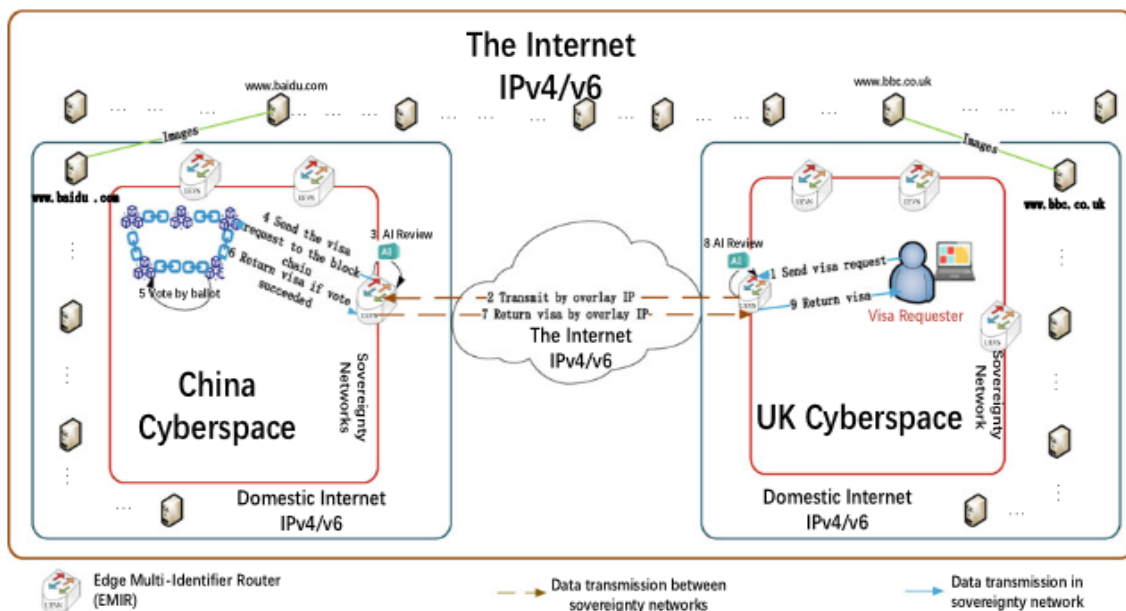 The Internet
IPv4/v6
www.baidu.com
www.bbc.co.uk
Images
Images
www.baidu.com
www.bbc.co.uk
4 Send the visa
request to the block
chain
6 Return visa if vote
succeeded
3 AI Review
AI
5 Vote by ballot
8 AI Review
AI
1 Send visa request
9 Return visa
Visa Requester
2 Transmit by overlay IP
7 Return visa by overlay IP
The Internet
IPv4/v6
China
Cyberspace
Sovereignty
Networks
UK Cyberspace
Sovereignty
Network
Domestic Internet
IPv4/v6
Domestic Internet
IPv4/v6
Edge Multi-Identifier Router
(EMIR)
Data transmission between
sovereignty networks
Data transmission in
sovereignty network